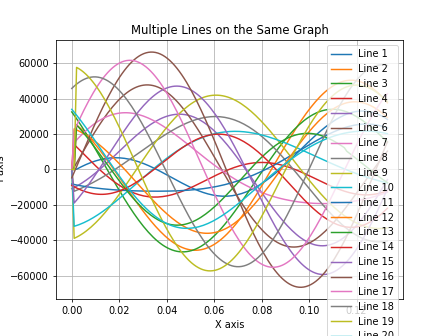 Multiple Lines on the Same Graph
60000
40000
20000
0
−20000
−40000
−60000
0.00
0.02
0.04
0.06
0.08
0.10
X axis
Line 1
Line 2
Line 3
Line 4
Line 5
Line 6
Line 7
Line 8
Line 9
Line 10
Line 11
Line 12
Line 13
Line 14
Line 15
Line 16
Line 17
Line 18
Line 19
Line 20